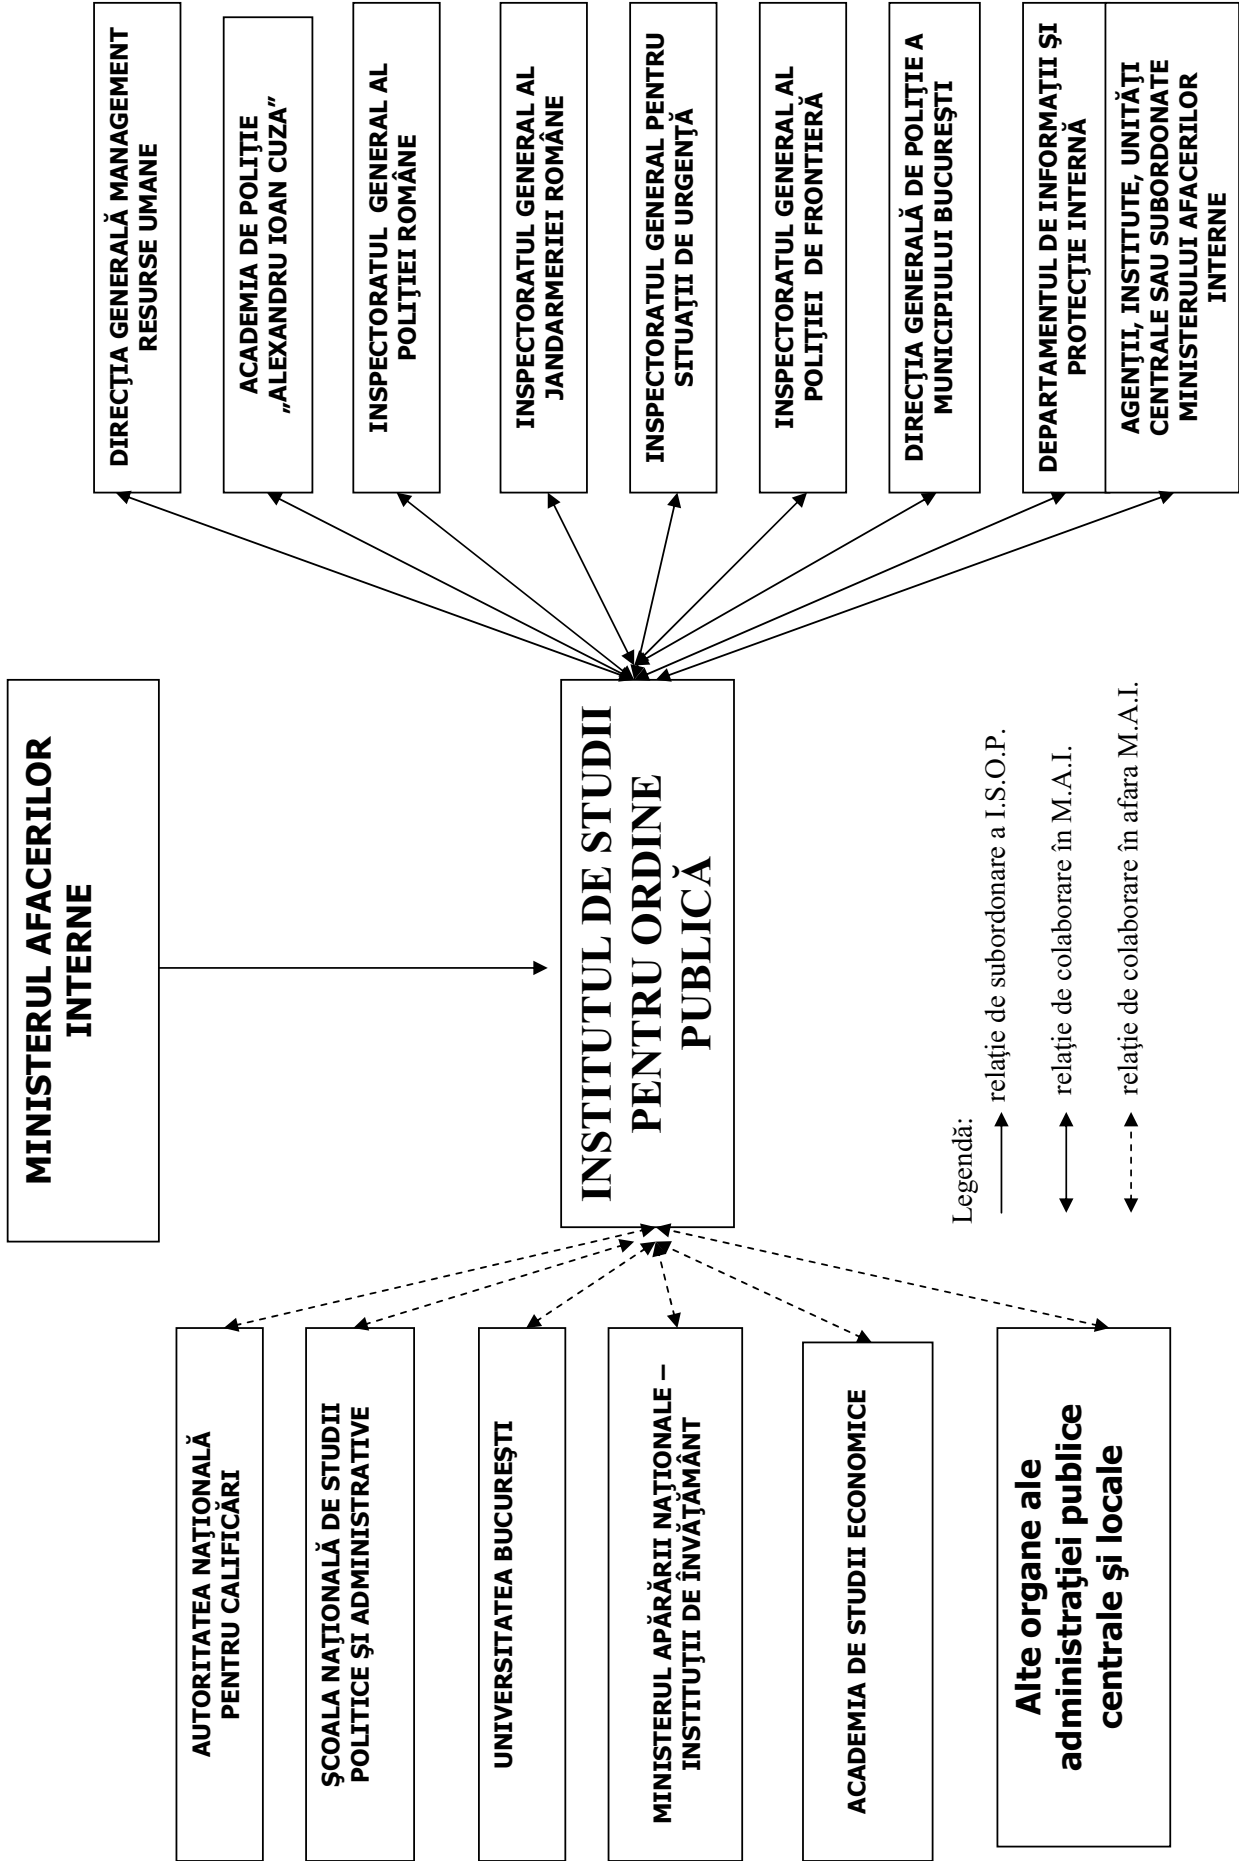 MINISTERUL AFACERILOR
INTERNE
AUTORITATEA NAŢIONALĂ
PENTRU CALIFICĂRI
ŞCOALA NAŢIONALĂ DE STUDII
POLITICE ŞI ADMINISTRATIVE
UNIVERSITATEA BUCUREŞTI
MINISTERUL APĂRĂRII NAŢIONALE –
INSTITUŢII DE ÎNVĂŢĂMÂNT
ACADEMIA DE STUDII ECONOMICE
Alte organe ale
administraţiei publice
centrale şi locale
INSTITUTUL DE STUDII
PENTRU ORDINE
PUBLICĂ
DIRECŢIA GENERALĂ MANAGEMENT
RESURSE UMANE
ACADEMIA DE POLIŢIE
„ALEXANDRU IOAN CUZA”
INSPECTORATUL GENERAL AL
POLIŢIEI ROMÂNE
INSPECTORATUL GENERAL AL
JANDARMERIEI ROMÂNE
INSPECTORATUL GENERAL PENTRU
SITUAŢII DE URGENŢĂ
INSPECTORATUL GENERAL AL
POLIŢIEI DE FRONTIERĂ
DIRECŢIA GENERALĂ DE POLIŢIE A
MUNICIPIULUI BUCUREŞTI
DEPARTAMENTUL DE INFORMAŢII ŞI
PROTECŢIE INTERNĂ
AGENŢII, INSTITUTE, UNITĂŢI
CENTRALE SAU SUBORDONATE
MINISTERULUI AFACERILOR
INTERNE
Legendă:
relaţie de subordonare a I.S.O.P.
relaţie de colaborare în M.A.I.
relaţie de colaborare în afara M.A.I.